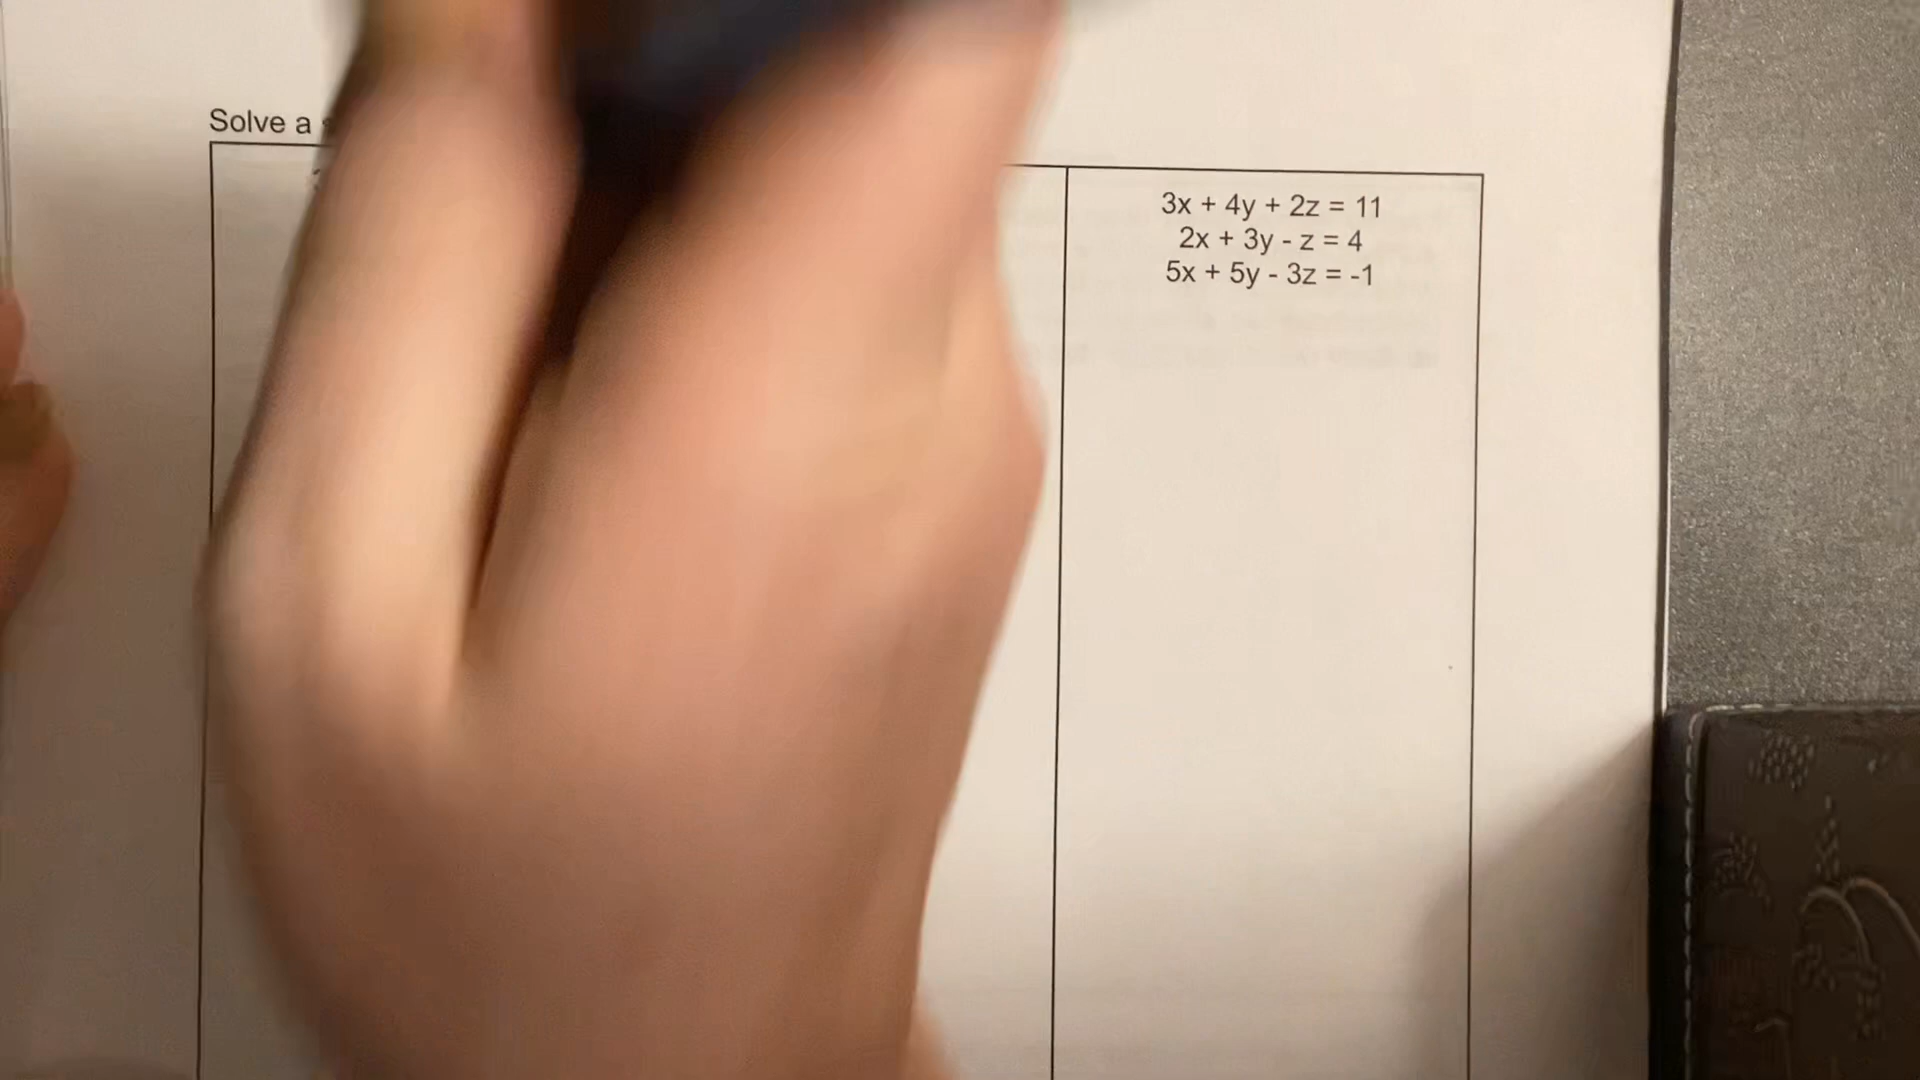 Solve a
3x + 4y + 2z = 11
2x + 3y - z = 4
5x + 5y - 3z = -1